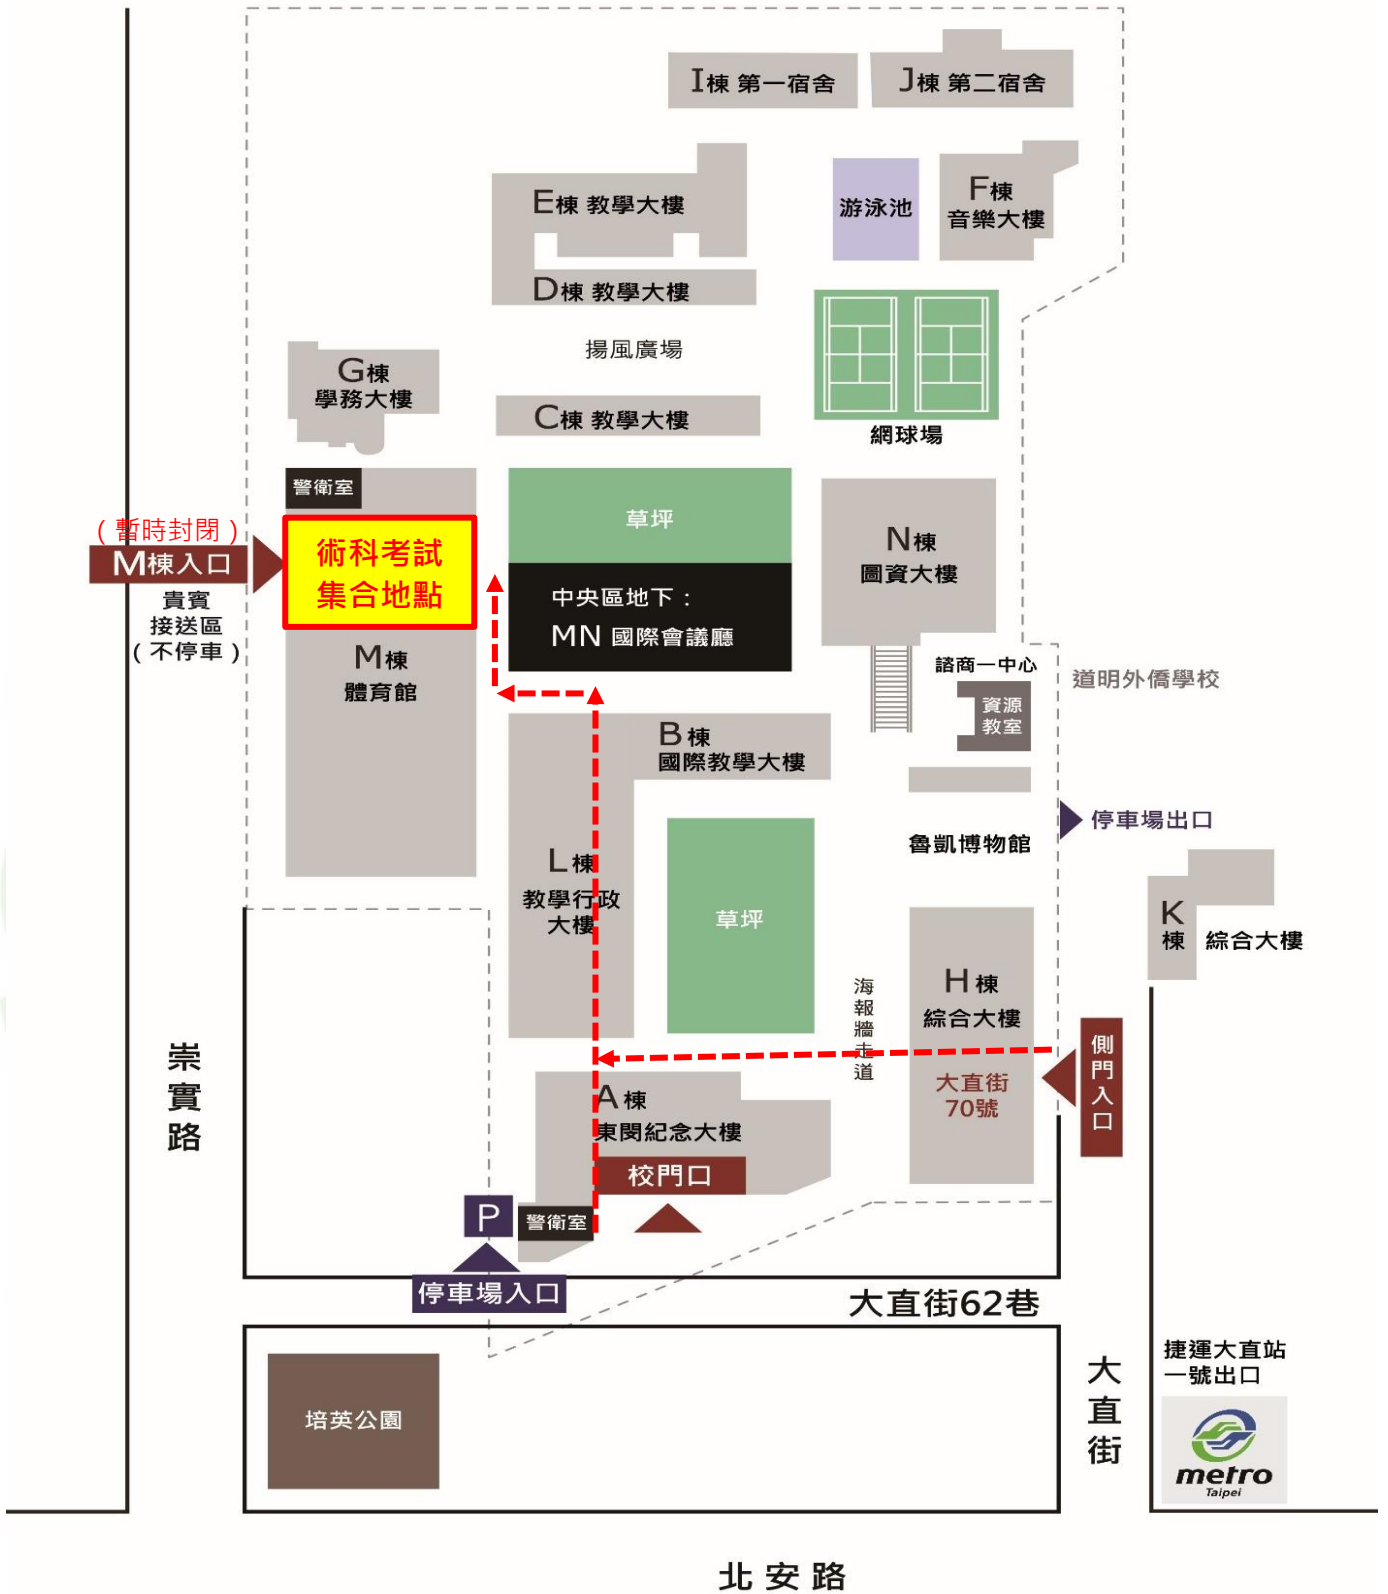 I棟 第一宿舍
J棟 第二宿舍
E棟 教學大樓
游泳池
F棟
音樂大樓
D棟 教學大樓
揚風廣場
G棟
學務大樓
C棟 教學大樓
網球場
警衛室
(暫時封閉)
M棟入口
貴賓
接送區
(不停車)
術科考試
集合地點
草坪
中央區地下：
MN 國際會議廳
N棟
圖資大樓
M棟
體育館
諮商一中心
資源
教室
道明外僑學校
B棟
國際教學大樓
停車場出口
魯凱博物館
L棟
教學行政
大樓
草坪
K
棟 綜合大樓
H棟
綜合大樓
海報牆走道
大直街
70號
側門入口
崇實路
A棟
東閔紀念大樓
校門口
P
警衛室
停車場入口
大直街62巷
培英公園
大直街
捷運大直站
一號出口
metro
Taipei
北安路